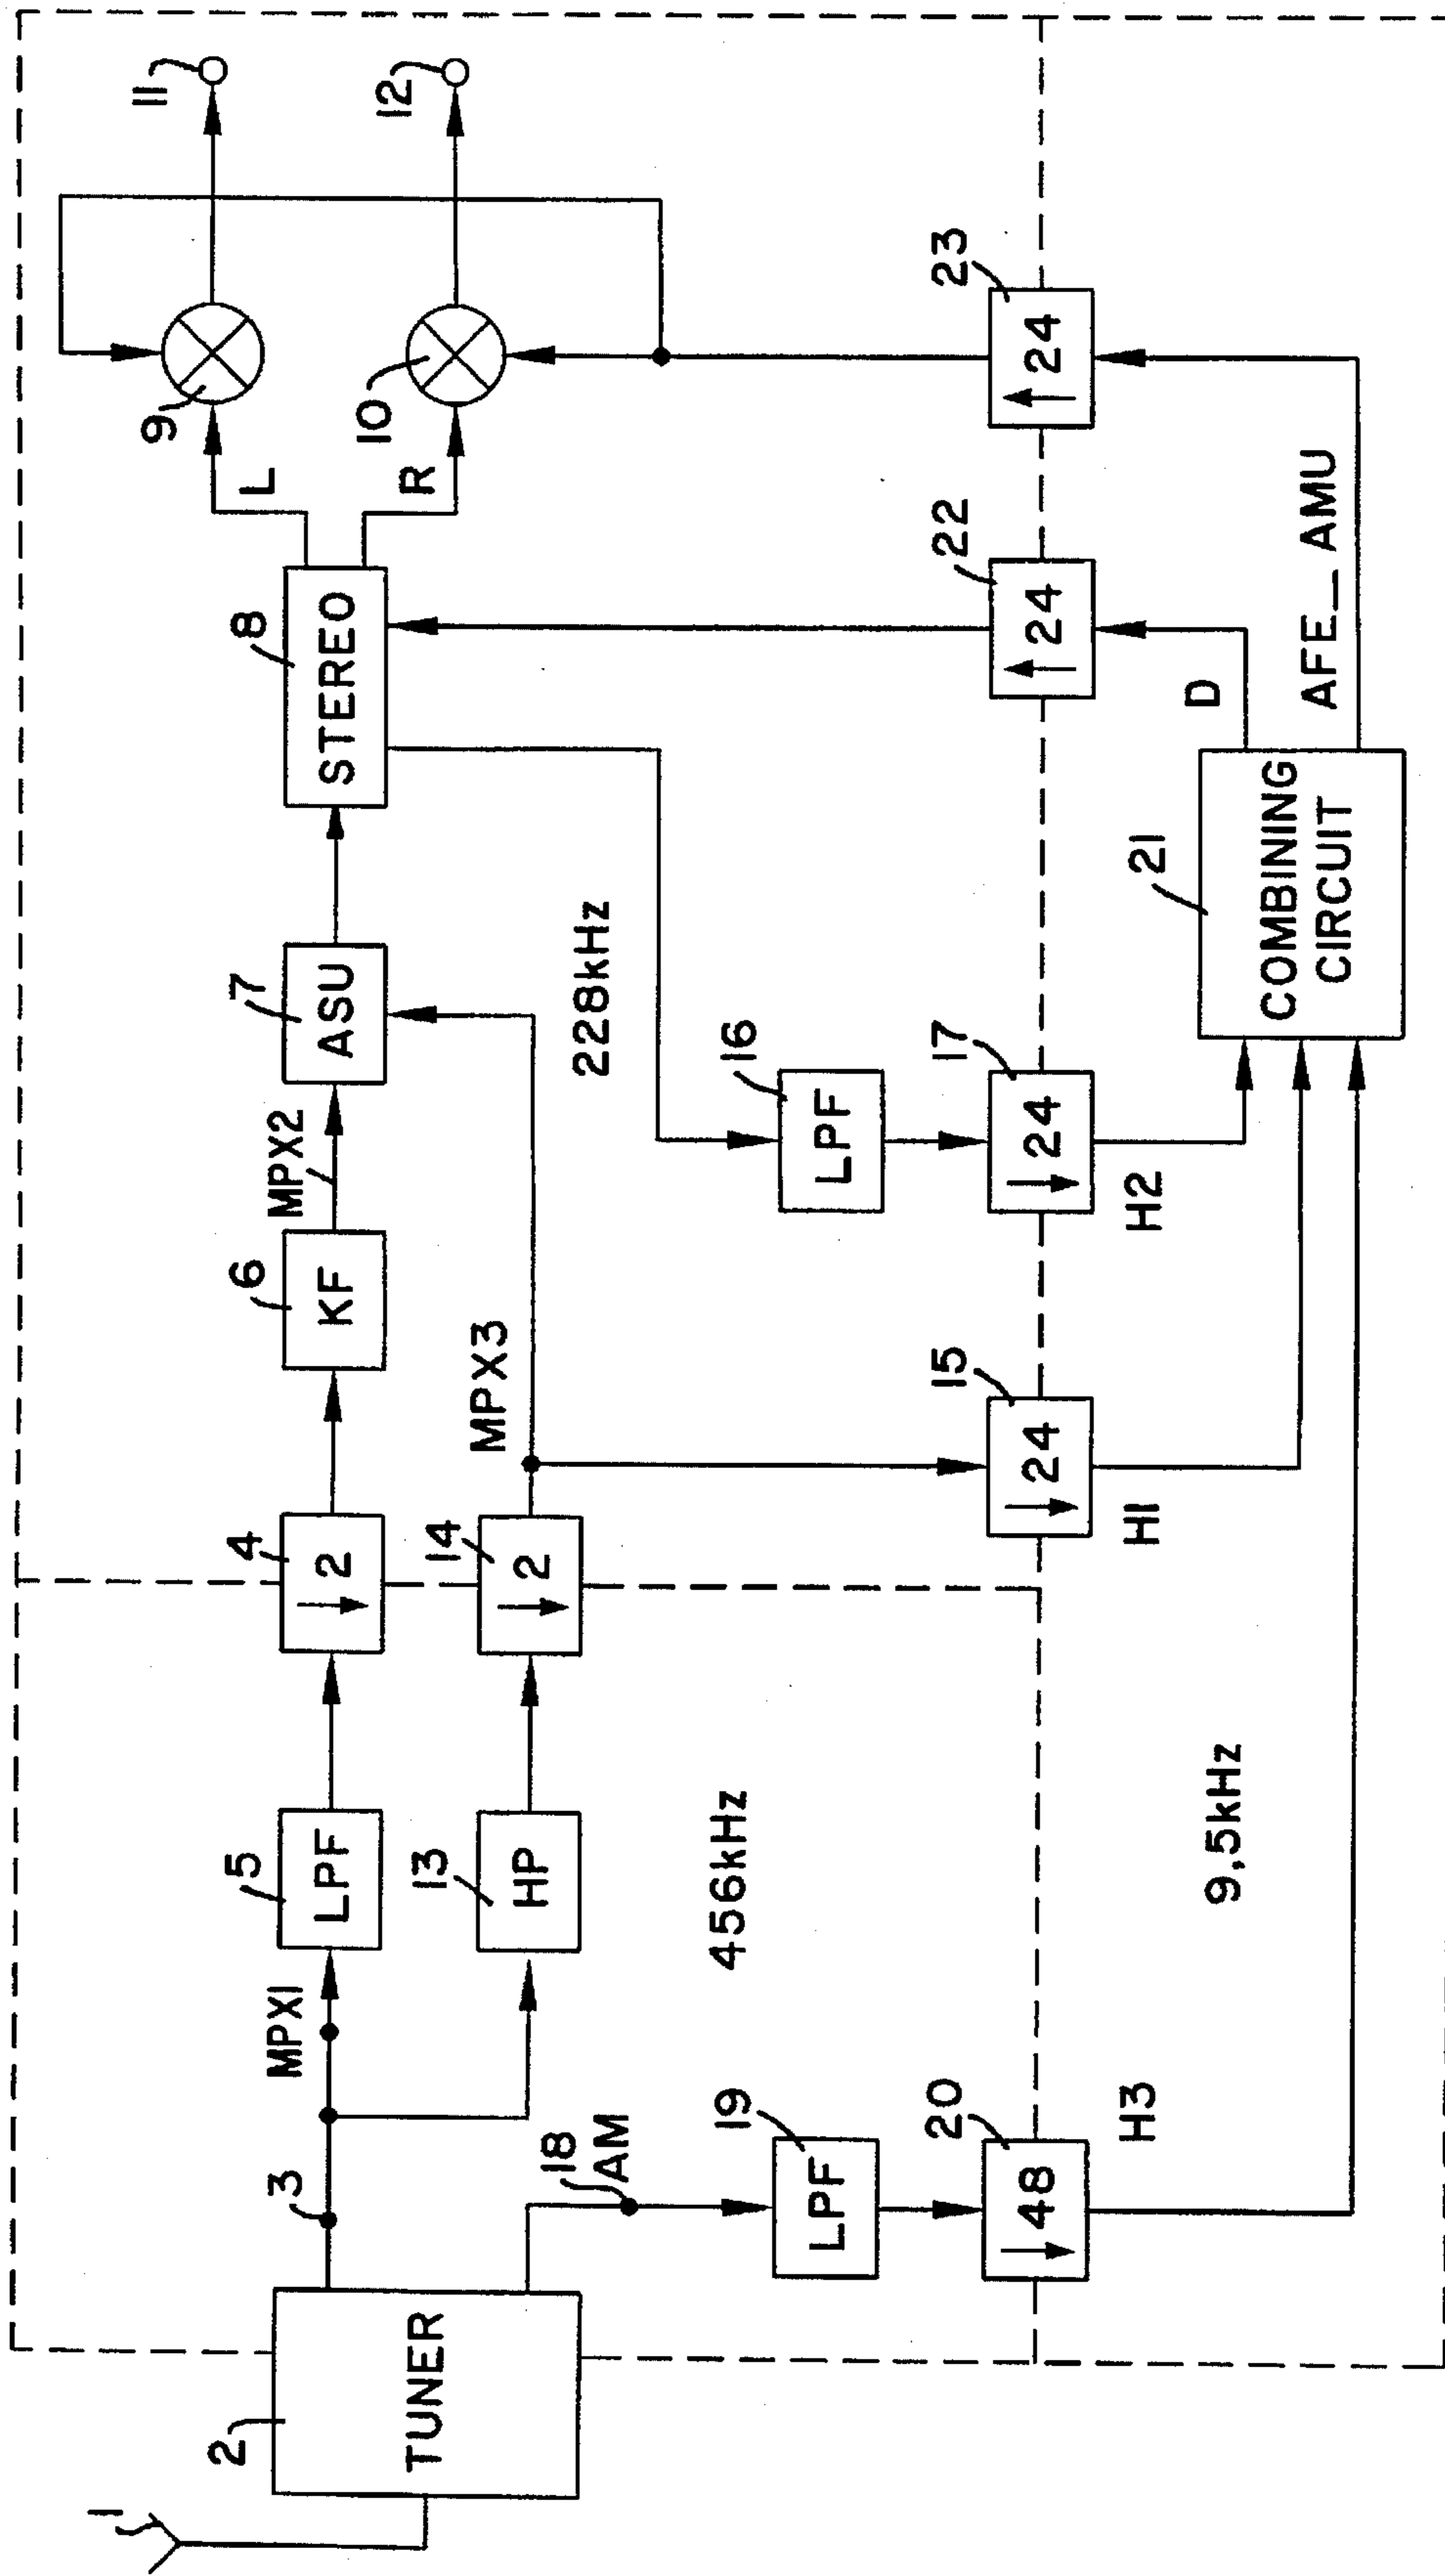 11
12
9
10
L
R
8
STEREO
7
ASU
MPX2
6
KF
MPX3
228kHz
4
↓ 2
14
↓ 2
5
LPF
13
HP
MPX1
456kHz
3
18
AM
2
TUNER
1
19
LPF
20
↓ 48
H3
16
LPF
17
↓ 24
H2
15
↓ 24
H1
9,5kHz
22
↑ 24
23
↑ 24
D
AFE_AMU
21
COMBINING
CIRCUIT